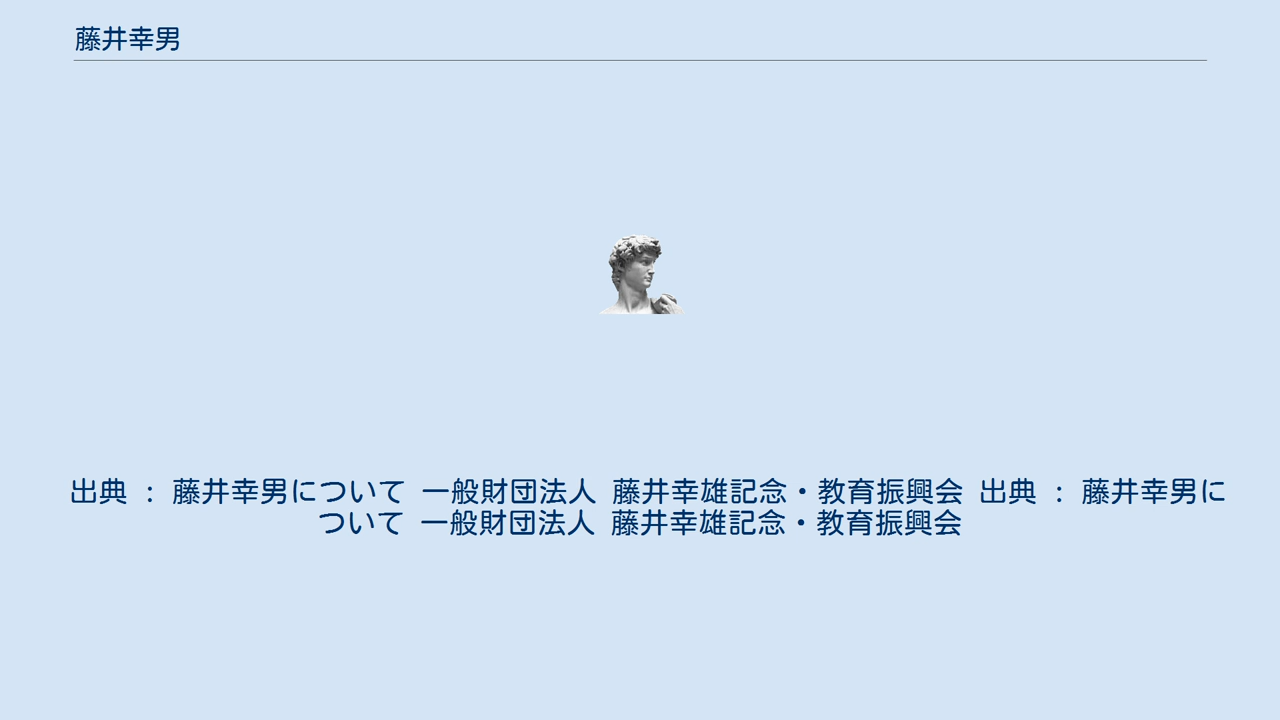 藤井幸男
出典 : 藤井幸男について 一般財団法人 藤井幸雄記念・教育振興会 出典 : 藤井幸男に
ついて 一般財団法人 藤井幸雄記念・教育振興会